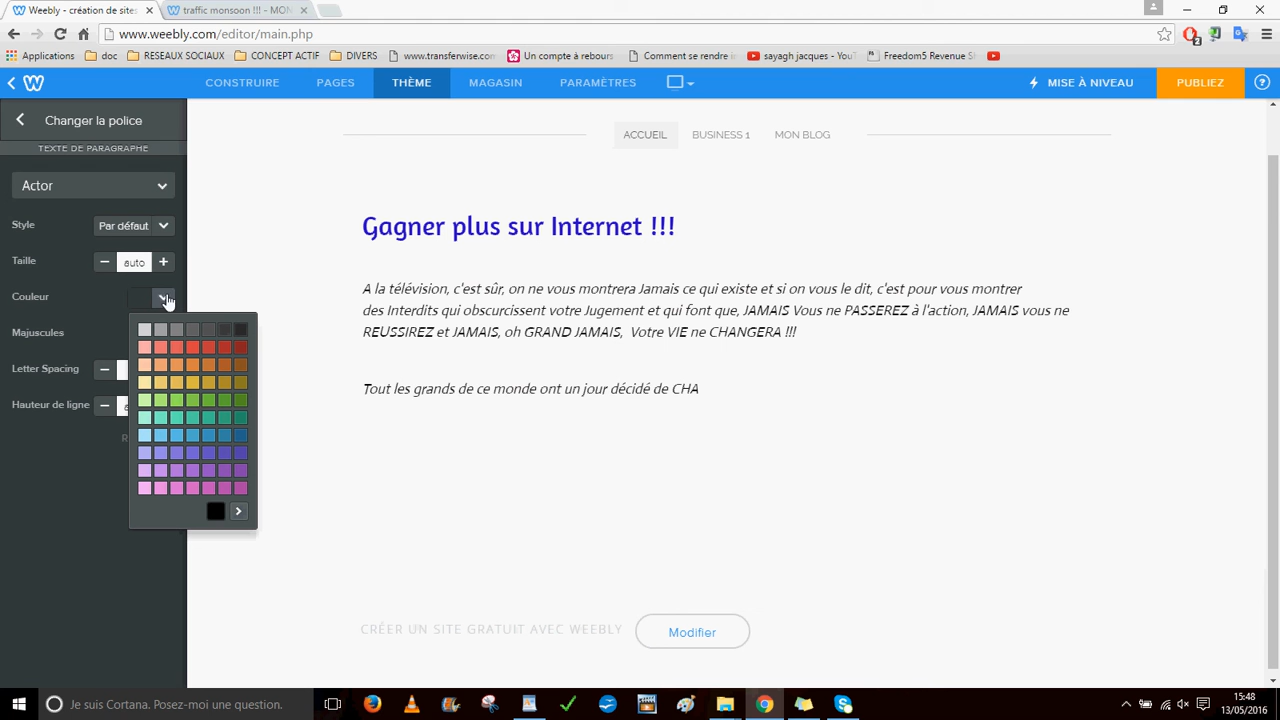 Weebly - création de sites
traffic monsoon !!! - MON
www.weebly.com/editor/main.php
Applications
doc
RESEAUX SOCIAUX
CONCEPT ACTIF
DIVERS
www.transferwise.com
Un compte à rebours
Comment se rendre i
sayagh jacques - YouT
Freedom5 Revenue Sh
CONSTRUIRE
PAGES
THÈME
MAGASIN
PARAMÈTRES
MISE À NIVEAU
PUBLIEZ
Changer la police
TEXTE DE PARAGRAPHE
Actor
Style
Par défaut
Taille
auto
Couleur
Majuscules
Letter Spacing
Hauteur de ligne
ACCUEIL
BUSINESS 1
MON BLOG
Gagner plus sur Internet !!!
A la télévision, c'est sûr, on ne vous montrera Jamais ce qui existe et si on vous le dit, c'est pour vous montrer
des Interdits qui obscurcissent votre Jugement et qui font que, JAMAIS Vous ne PASSEREZ à l'action, JAMAIS vous ne
REUSSIREZ et JAMAIS, oh GRAND JAMAIS, Votre VIE ne CHANGERA !!!
Tout les grands de ce monde ont un jour décidé de CHA
CRÉER UN SITE GRATUIT AVEC WEEBLY
Modifier
Je suis Cortana. Posez-moi une question.
15:48
13/05/2016